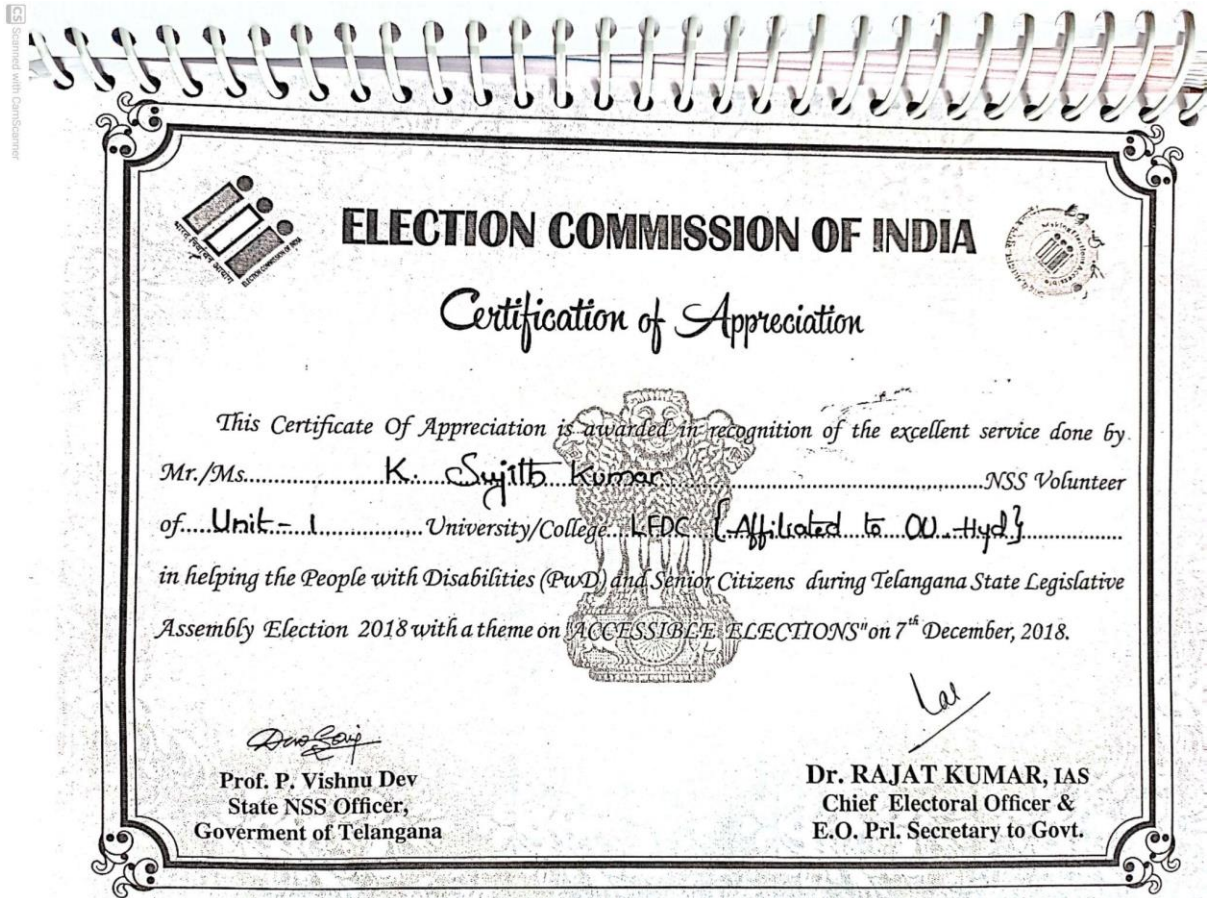 CS Scanned with CamScanner
ELECTION COMMISSION OF INDIA
Certification of Appreciation
This Certificate Of Appreciation is awarded in recognition of the excellent service done by
Mr./Ms.....................K. Sujith Kumar.................................................NSS Volunteer
of....Unit - 1...............University/College...LFDC {Affiliated to OU. Hyd}...............
in helping the People with Disabilities (PwD) and Senior Citizens during Telangana State Legislative
Assembly Election 2018 with a theme on "ACCESSIBLE ELECTIONS" on 7th December, 2018.
Prof. P. Vishnu Dev
State NSS Officer,
Goverment of Telangana
Dr. RAJAT KUMAR, IAS
Chief Electoral Officer &
E.O. Prl. Secretary to Govt.